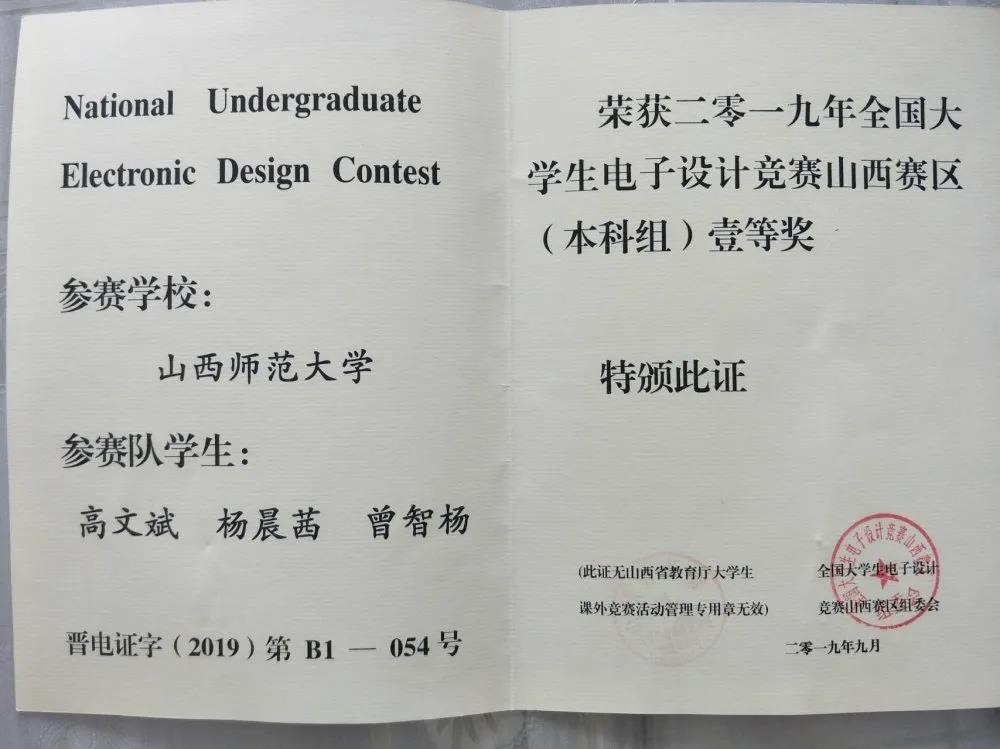 National Undergraduate
Electronic Design Contest
参赛学校：
山西师范大学
参赛队学生：
高文斌 杨晨茜 曾智杨
晋电证字（2019）第 B1 — 054 号
荣获二零一九年全国大
学生电子设计竞赛山西赛区
（本科组）壹等奖
特颁此证
(此证无山西省教育厅大学生
课外竞赛活动管理专用章无效)
全国大学生电子设计
竞赛山西赛区组委会
二零一九年九月